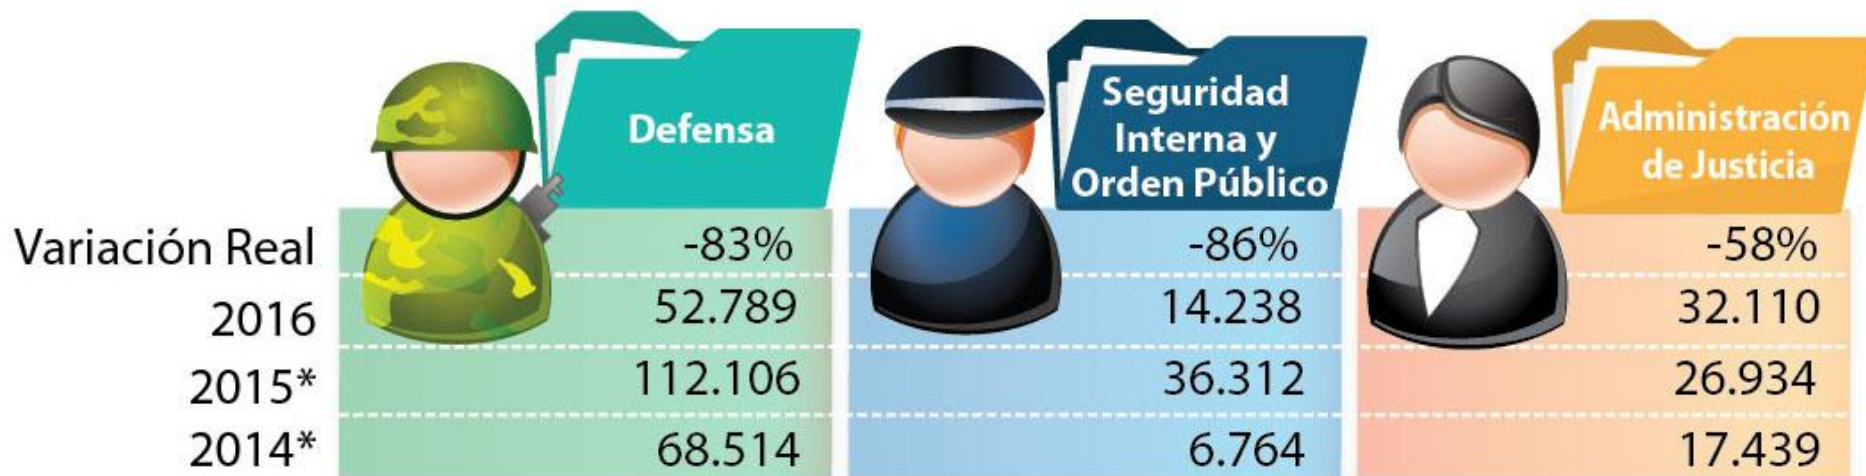 Defensa
Seguridad
Interna y
Orden Público
Administración
de Justicia
Variación Real -83% -86% -58%
2016 52.789 14.238 32.110
2015* 112.106 36.312 26.934
2014* 68.514 6.764 17.439